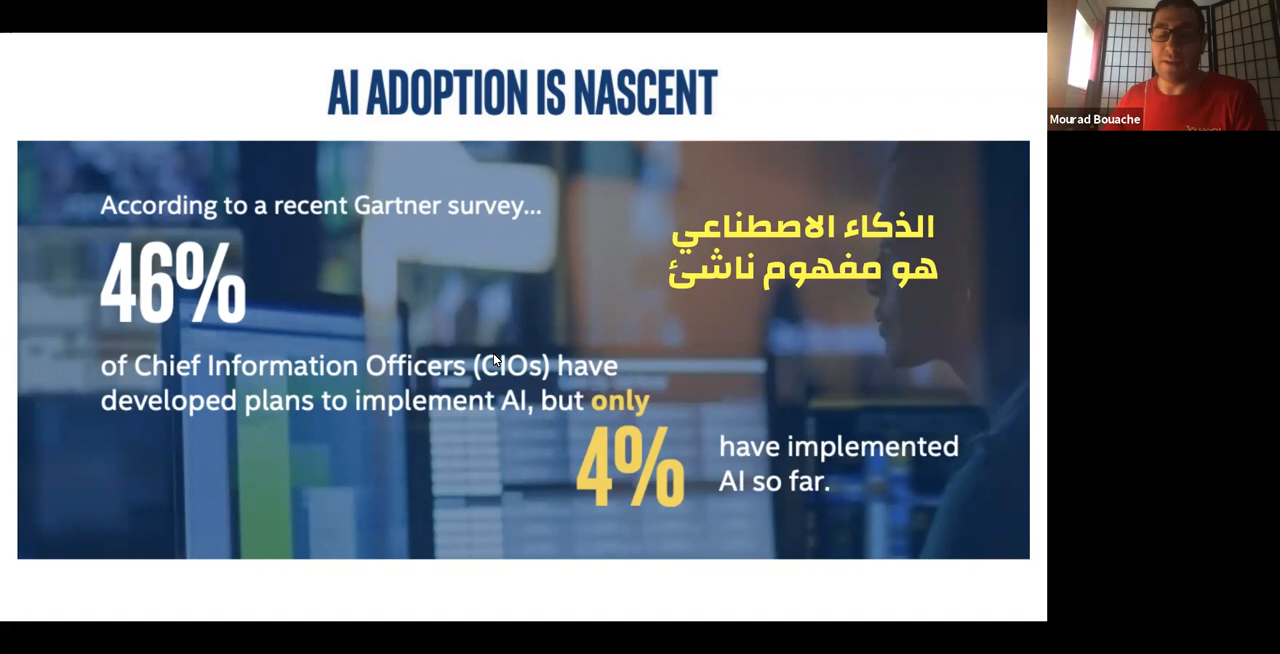 AI ADOPTION IS NASCENT
According to a recent Gartner survey...
46%
of Chief Information Officers (CIOs) have
developed plans to implement AI, but only
4%
have implemented
AI so far.
الذكاء الاصطناعي
هو مفهوم ناشئ
Mourad Bouache